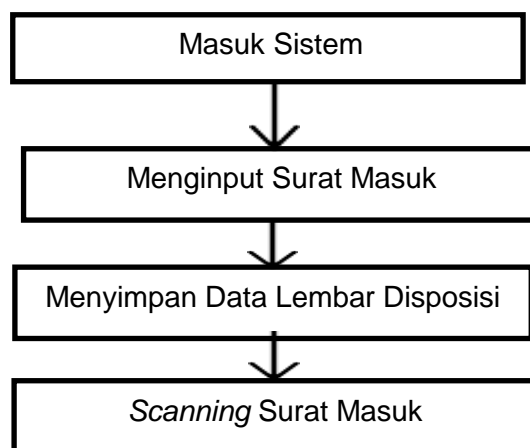 Masuk Sistem
Menginput Surat Masuk
Menyimpan Data Lembar Disposisi
Scanning Surat Masuk